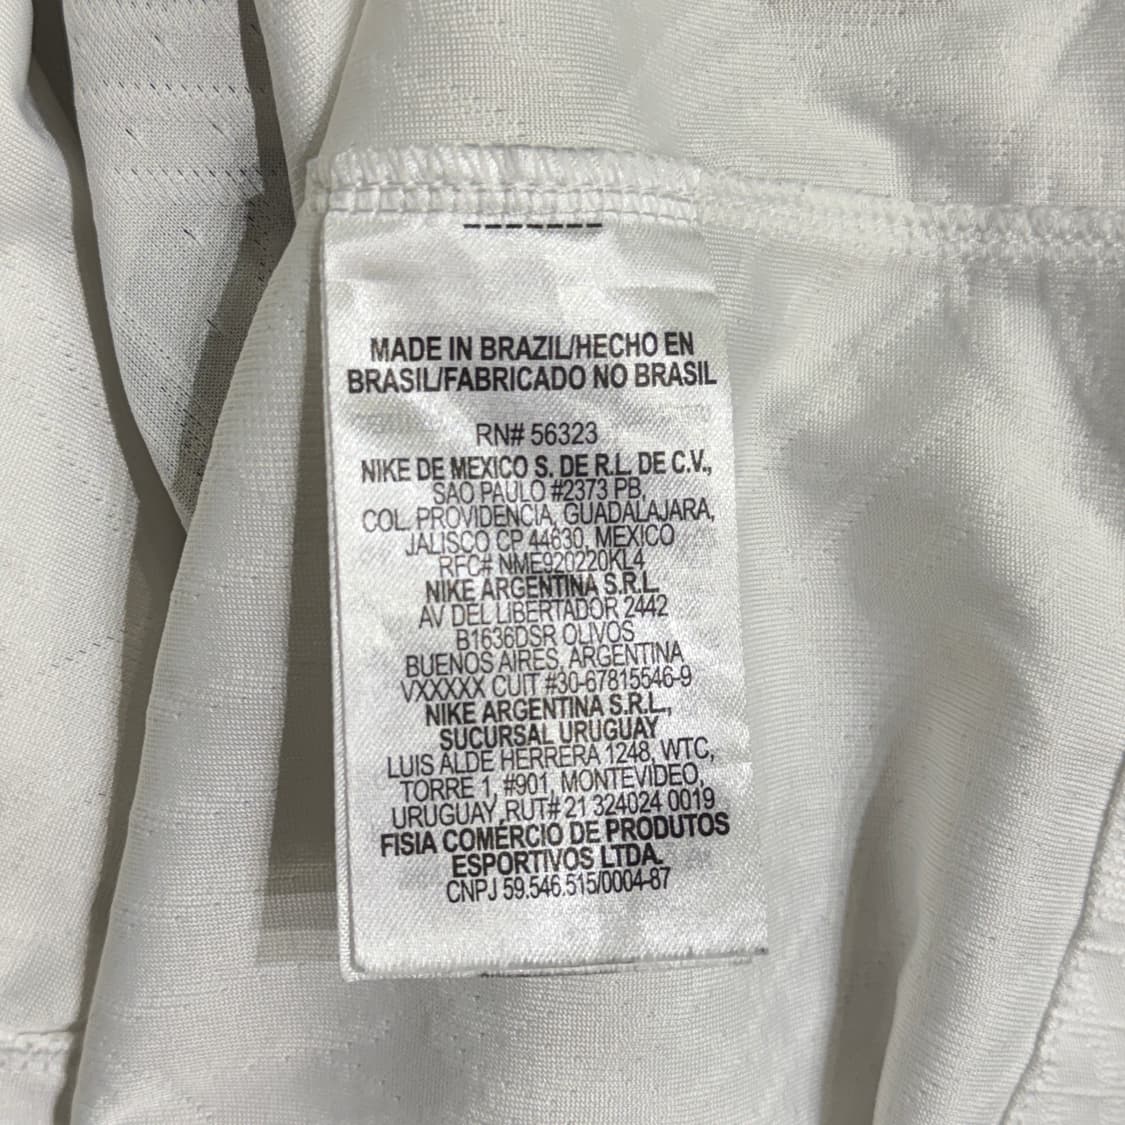 MADE IN BRAZIL/HECHO EN
BRASIL/FABRICADO NO BRASIL
RN# 56323
NIKE DE MEXICO S. DE R.L. DE C.V.,
SAO PAULO #2373 PB,
COL. PROVIDENCIA, GUADALAJARA,
JALISCO CP 44630, MEXICO
RFC# NME920220KL4
NIKE ARGENTINA S.R.L.
AV DEL LIBERTADOR 2442
B1636DSR OLIVOS
BUENOS AIRES, ARGENTINA
VXXXXX CUIT #30-67815546-9
NIKE ARGENTINA S.R.L.,
SUCURSAL URUGUAY
LUIS ALDE HERRERA 1248, WTC,
TORRE 1, #901, MONTEVIDEO,
URUGUAY,RUT# 21 324024 0019
FISIA COMÉRCIO DE PRODUTOS
ESPORTIVOS LTDA.
CNPJ 59.546.515/0004-87